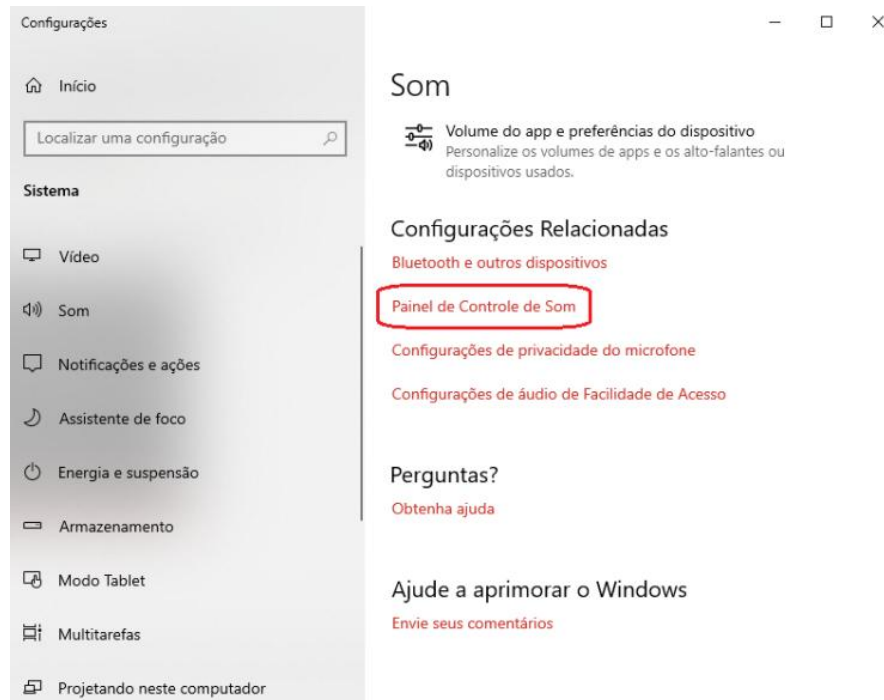 Configurações
Início
Localizar uma configuração
Sistema
Vídeo
Som
Notificações e ações
Assistente de foco
Energia e suspensão
Armazenamento
Modo Tablet
Multitarefas
Projetando neste computador
Som
Volume do app e preferências do dispositivo
Personalize os volumes de apps e os alto-falantes ou
dispositivos usados.
Configurações Relacionadas
Bluetooth e outros dispositivos
Painel de Controle de Som
Configurações de privacidade do microfone
Configurações de áudio de Facilidade de Acesso
Perguntas?
Obtenha ajuda
Ajude a aprimorar o Windows
Envie seus comentários